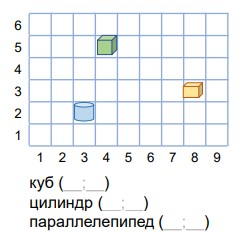 6
5
4
3
2
1
1 2 3 4 5 6 7 8 9
куб (__;__)
цилиндр (__;__)
параллелепипед (__;__)